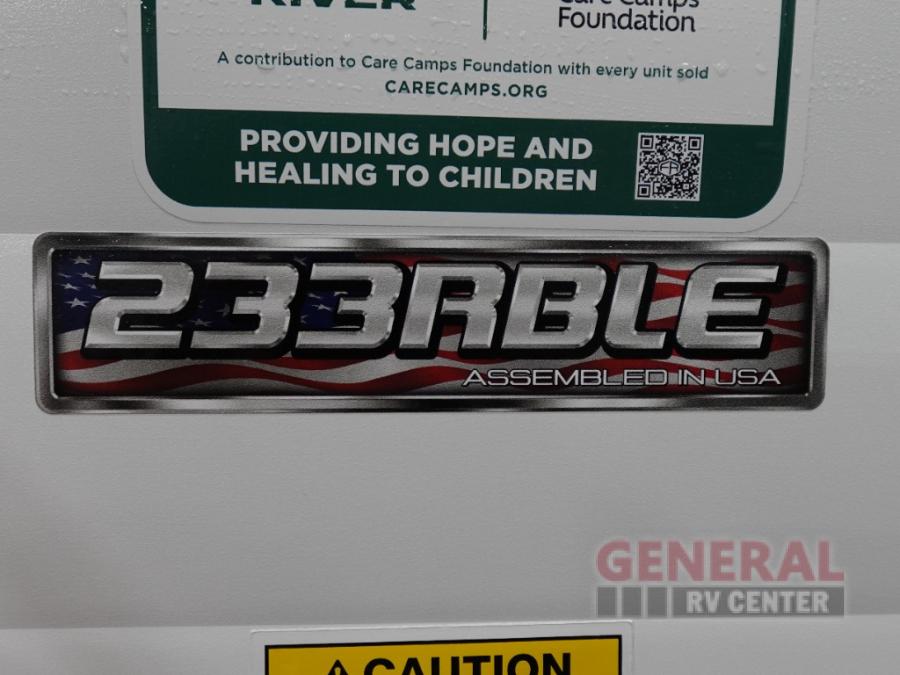 RIVER
Care Camps
Foundation
A contribution to Care Camps Foundation with every unit sold
CARECAMPS.ORG
PROVIDING HOPE AND
HEALING TO CHILDREN
233RBLE
ASSEMBLED IN USA
GENERAL
RV CENTER
CAUTION